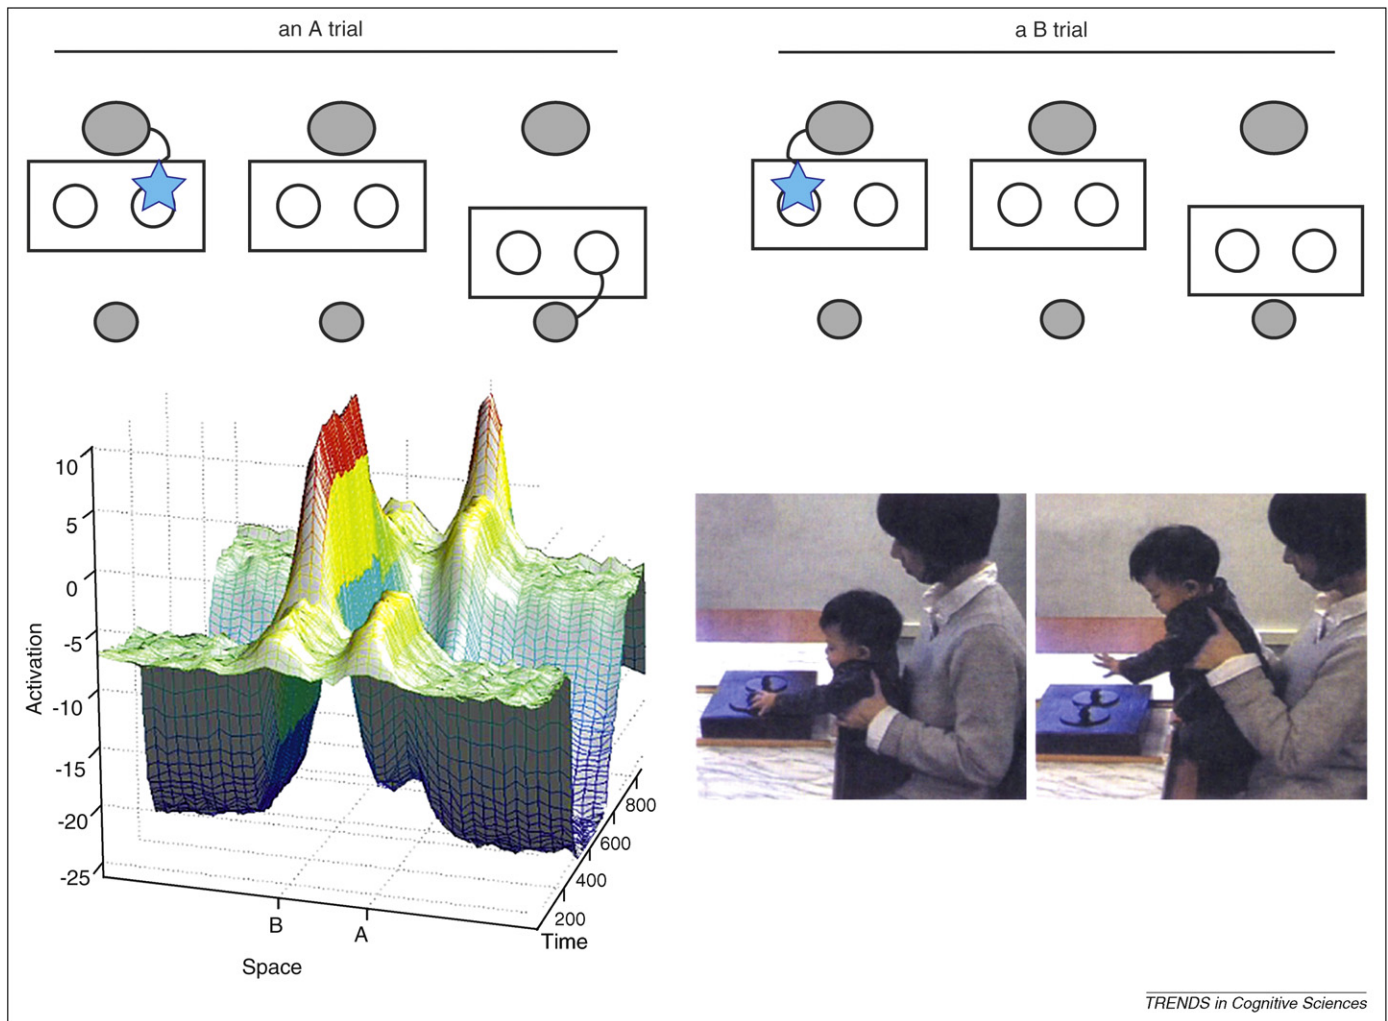 an A trial
a B trial
10
5
0
-5
-10
-15
-20
-25
Activation
B
A
Space
200
400
600
800
Time
TRENDS in Cognitive Sciences